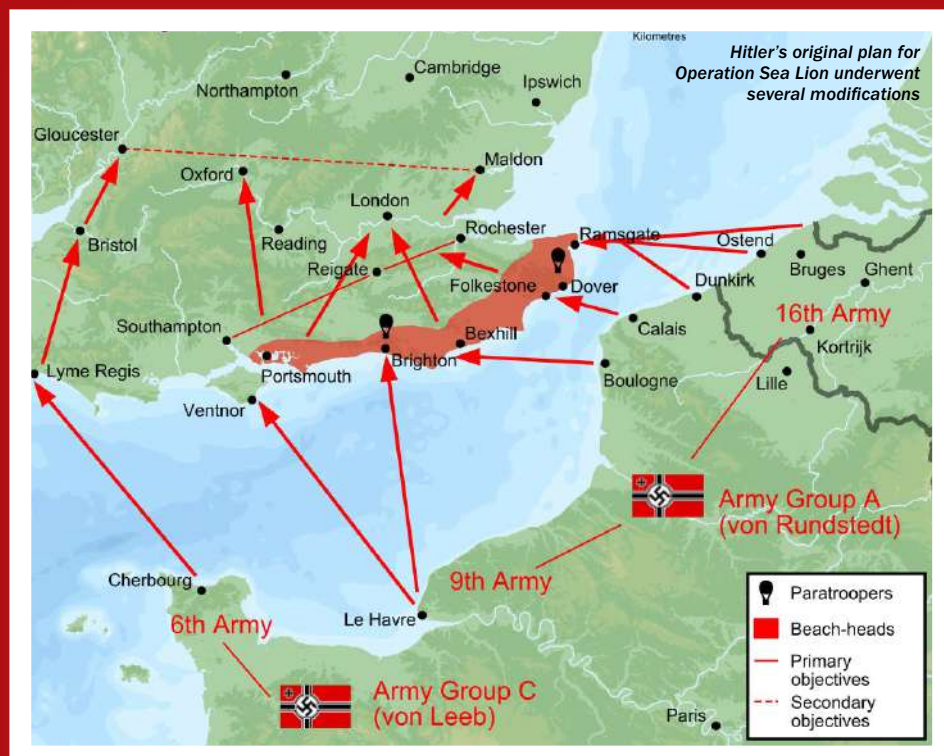 Kilometres
Hitler's original plan for
Operation Sea Lion underwent
several modifications
Cambridge
Northampton
Ipswich
Gloucester
Maldon
Oxford
London
Rochester
Ramsgate
Ostend
Bristol
Reading
Bruges
Ghent
Reigate
Folkestone
Dover
Dunkirk
16th Army
Southampton
Calais
Bexhill
Kortrijk
Brighton
Portsmouth
Boulogne
Lille
Lyme Regis
Ventnor
Army Group A
(von Rundstedt)
Cherbourg
9th Army
Le Havre
6th Army
Army Group C
(von Leeb)
Paris
Paratroopers
Beach-heads
Primary
objectives
Secondary
objectives